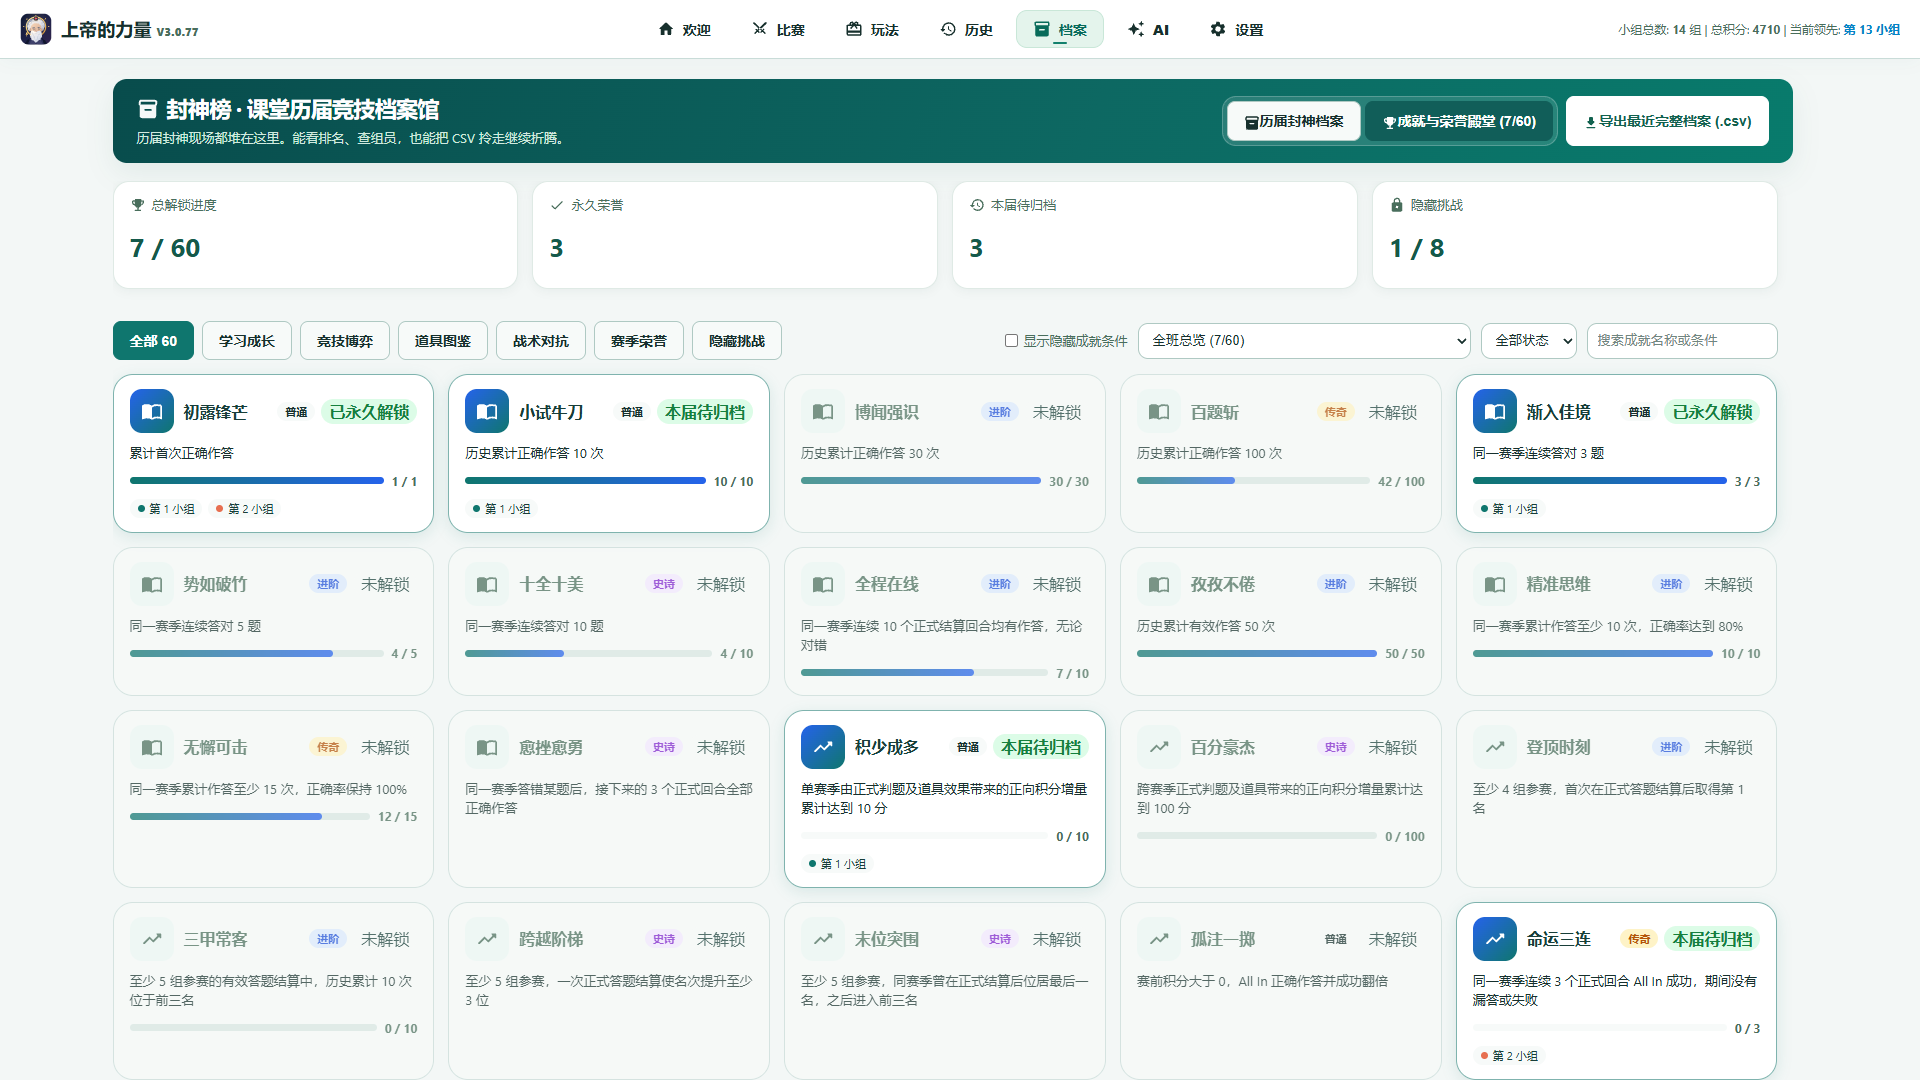 上帝的力量 V3.0.77
欢迎
比赛
玩法
历史
档案
AI
设置
小组总数: 14 组 | 总积分: 4710 | 当前领先: 第 13 小组
封神榜 · 课堂历届竞技档案馆
历届封神现场都堆在这里。能看排名、查组员，也能把 CSV 拎走继续折腾。
历届封神档案
成就与荣誉殿堂 (7/60)
导出最近完整档案 (.csv)
总解锁进度
7 / 60
永久荣誉
3
本届待归档
3
隐藏挑战
1 / 8
全部 60
学习成长
竞技博弈
道具图鉴
战术对抗
赛季荣誉
隐藏挑战
显示隐藏成就条件
全班总览 (7/60)
全部状态
搜索成就名称或条件
初露锋芒 普通 已永久解锁
累计首次正确作答
1 / 1
第 1 小组 第 2 小组
小试牛刀 普通 本届待归档
历史累计正确作答 10 次
10 / 10
第 1 小组
博闻强识 进阶 未解锁
历史累计正确作答 30 次
30 / 30
百题斩 传奇 未解锁
历史累计正确作答 100 次
42 / 100
渐入佳境 普通 已永久解锁
同一赛季连续答对 3 题
3 / 3
第 1 小组
势如破竹 进阶 未解锁
同一赛季连续答对 5 题
4 / 5
十全十美 史诗 未解锁
同一赛季连续答对 10 题
4 / 10
全程在线 进阶 未解锁
同一赛季连续 10 个正式结算回合均有作答，无论
对错
7 / 10
孜孜不倦 进阶 未解锁
历史累计有效作答 50 次
50 / 50
精准思维 进阶 未解锁
同一赛季累计作答至少 10 次，正确率达到 80%
10 / 10
无懈可击 传奇 未解锁
同一赛季累计作答至少 15 次，正确率保持 100%
12 / 15
愈挫愈勇 史诗 未解锁
同一赛季答错某题后，接下来的 3 个正式回合全部
正确作答
积少成多 普通 本届待归档
单赛季由正式判题及道具效果带来的正向积分增量
累计达到 10 分
0 / 10
第 1 小组
百分豪杰 史诗 未解锁
跨赛季正式判题及道具带来的正向积分增量累计达
到 100 分
0 / 100
登顶时刻 进阶 未解锁
至少 4 组参赛，首次在正式答题结算后取得第 1
名
三甲常客 进阶 未解锁
至少 5 组参赛的有效答题结算中，历史累计 10 次
位于前三名
0 / 10
跨越阶梯 史诗 未解锁
至少 5 组参赛，一次正式答题结算使名次提升至少
3 位
末位突围 史诗 未解锁
至少 5 组参赛，同赛季曾在正式结算后位居最后一
名，之后进入前三名
孤注一掷 普通 未解锁
赛前积分大于 0，All In 正确作答并成功翻倍
命运三连 传奇 本届待归档
同一赛季连续 3 个正式回合 All In 成功，期间没有
漏答或失败
0 / 3
第 2 小组